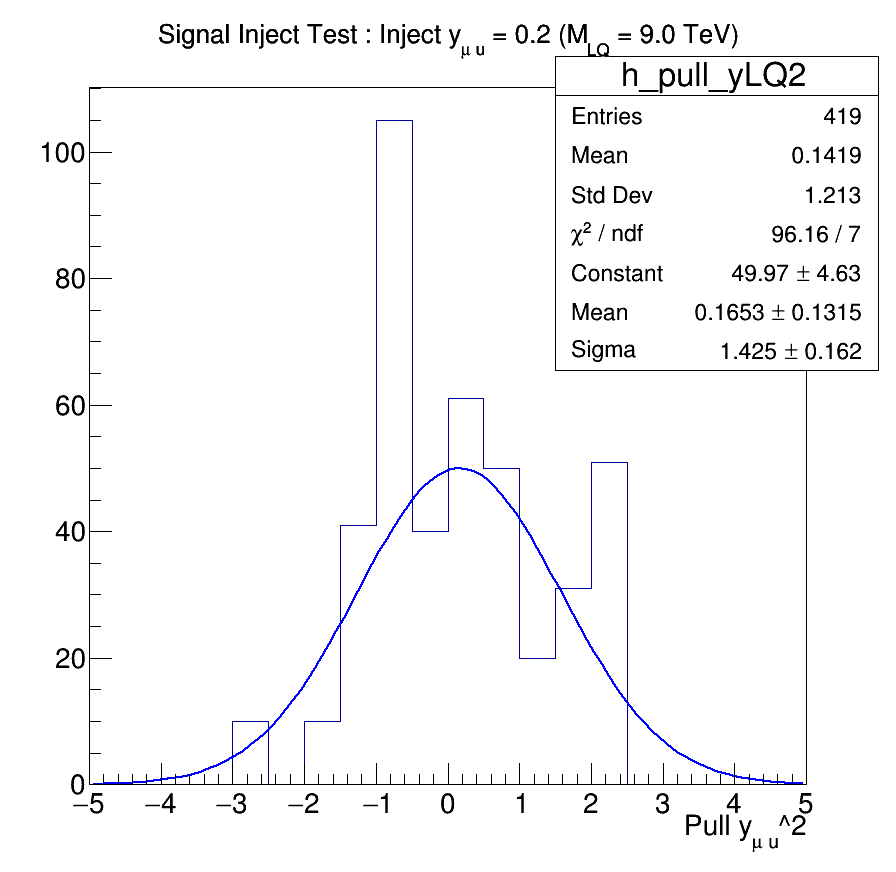 Signal Inject Test : Inject y_μ u = 0.2 (M_LQ = 9.0 TeV)
h_pull_yLQ2
Entries 419
Mean 0.1419
Std Dev 1.213
χ² / ndf 96.16 / 7
Constant 49.97 ± 4.63
Mean 0.1653 ± 0.1315
Sigma 1.425 ± 0.162
100
80
60
40
20
0
−5 −4 −3 −2 −1 0 1 2 3 4 5
Pull y_μ u^2